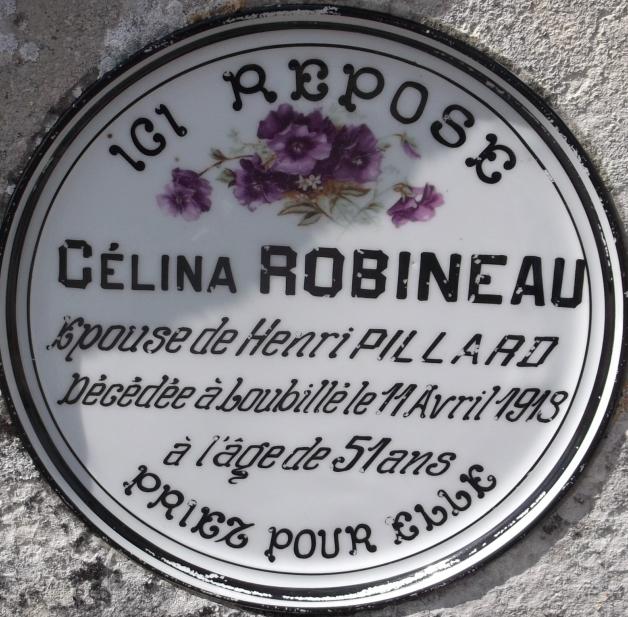 ICI REPOSE
CÉLINA ROBINEAU
Epouse de Henri PILLARD
Décédée à Loubillé le 11 Avril 1918
à l'âge de 51 ans
PRIEZ POUR ELLE